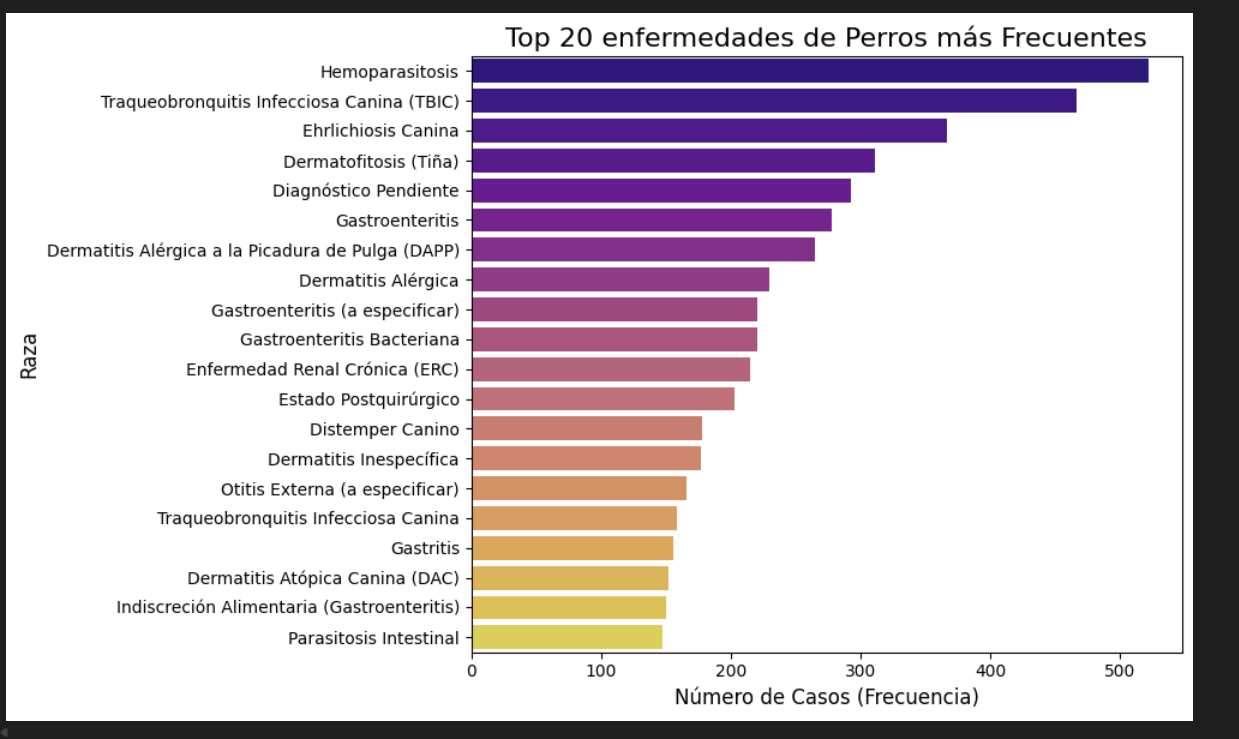 Top 20 enfermedades de Perros más Frecuentes
Hemoparasitosis
Traqueobronquitis Infecciosa Canina (TBIC)
Ehrlichiosis Canina
Dermatofitosis (Tiña)
Diagnóstico Pendiente
Gastroenteritis
Dermatitis Alérgica a la Picadura de Pulga (DAPP)
Dermatitis Alérgica
Gastroenteritis (a especificar)
Gastroenteritis Bacteriana
Enfermedad Renal Crónica (ERC)
Estado Postquirúrgico
Distemper Canino
Dermatitis Inespecífica
Otitis Externa (a especificar)
Traqueobronquitis Infecciosa Canina
Gastritis
Dermatitis Atópica Canina (DAC)
Indiscreción Alimentaria (Gastroenteritis)
Parasitosis Intestinal
Raza
0 100 200 300 400 500
Número de Casos (Frecuencia)